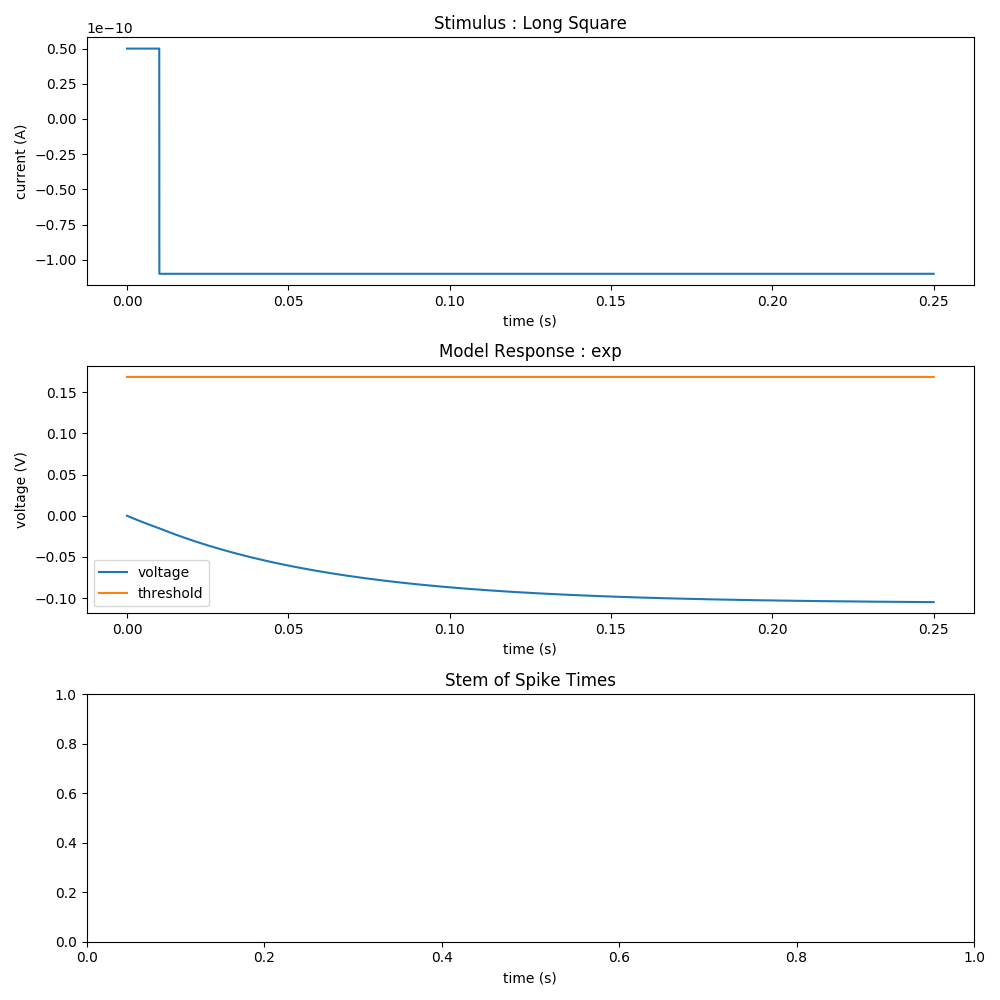 Stimulus : Long Square
1e−10
0.50
0.25
0.00
−0.25
−0.50
−0.75
−1.00
current (A)
0.00 0.05 0.10 0.15 0.20 0.25
time (s)
Model Response : exp
0.15
0.10
0.05
0.00
−0.05
−0.10
voltage (V)
voltage
threshold
0.00 0.05 0.10 0.15 0.20 0.25
time (s)
Stem of Spike Times
1.0
0.8
0.6
0.4
0.2
0.0
0.0 0.2 0.4 0.6 0.8 1.0
time (s)